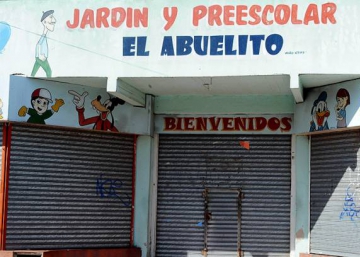 JARDIN Y PREESCOLAR
EL ABUELITO
BIENVENIDOS